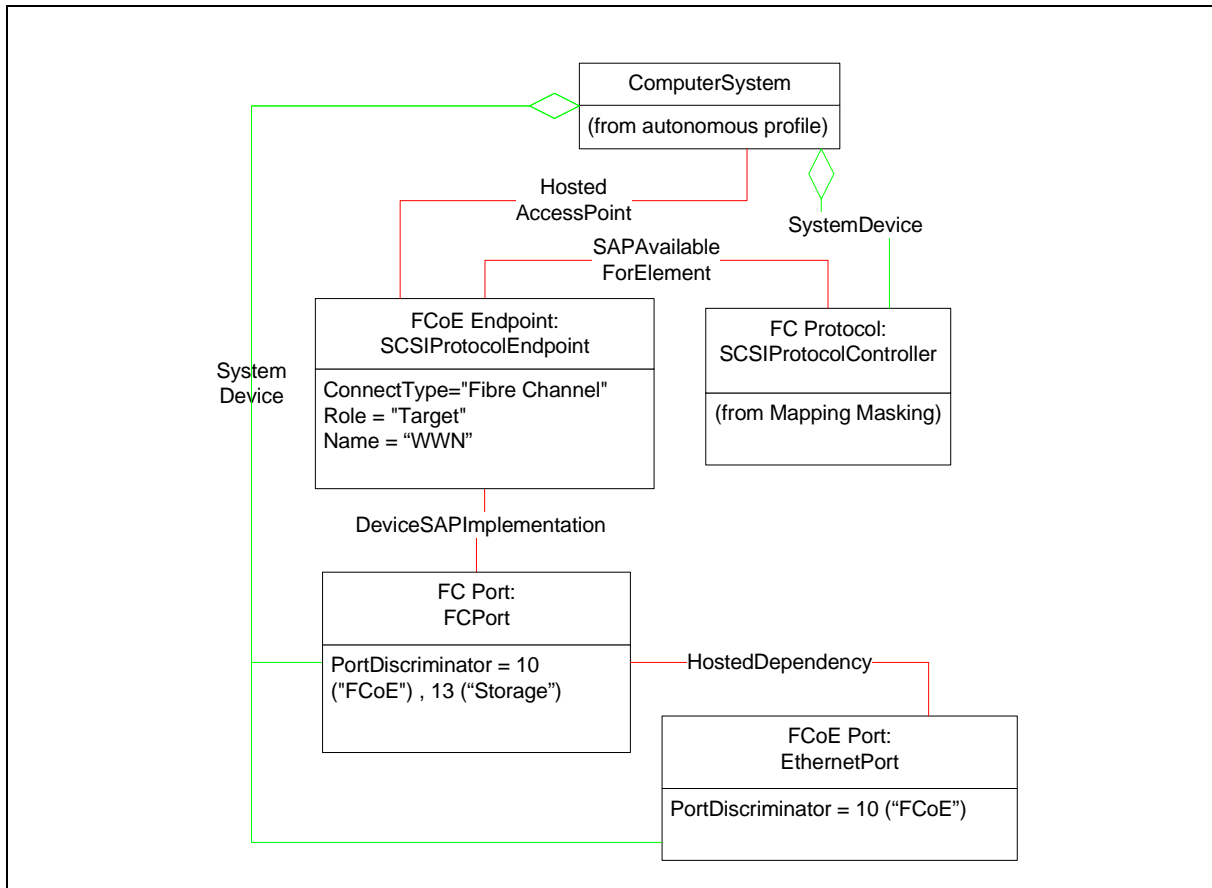 ComputerSystem
(from autonomous profile)
Hosted
AccessPoint
SystemDevice
SAPAvailable
ForElement
FCoE Endpoint:
SCSIProtocolEndpoint
ConnectType="Fibre Channel"
Role = "Target"
Name = “WWN”
FC Protocol:
SCSIProtocolController
(from Mapping Masking)
System
Device
DeviceSAPImplementation
FC Port:
FCPort
PortDiscriminator = 10
("FCoE") , 13 (“Storage”)
HostedDependency
FCoE Port:
EthernetPort
PortDiscriminator = 10 (“FCoE”)